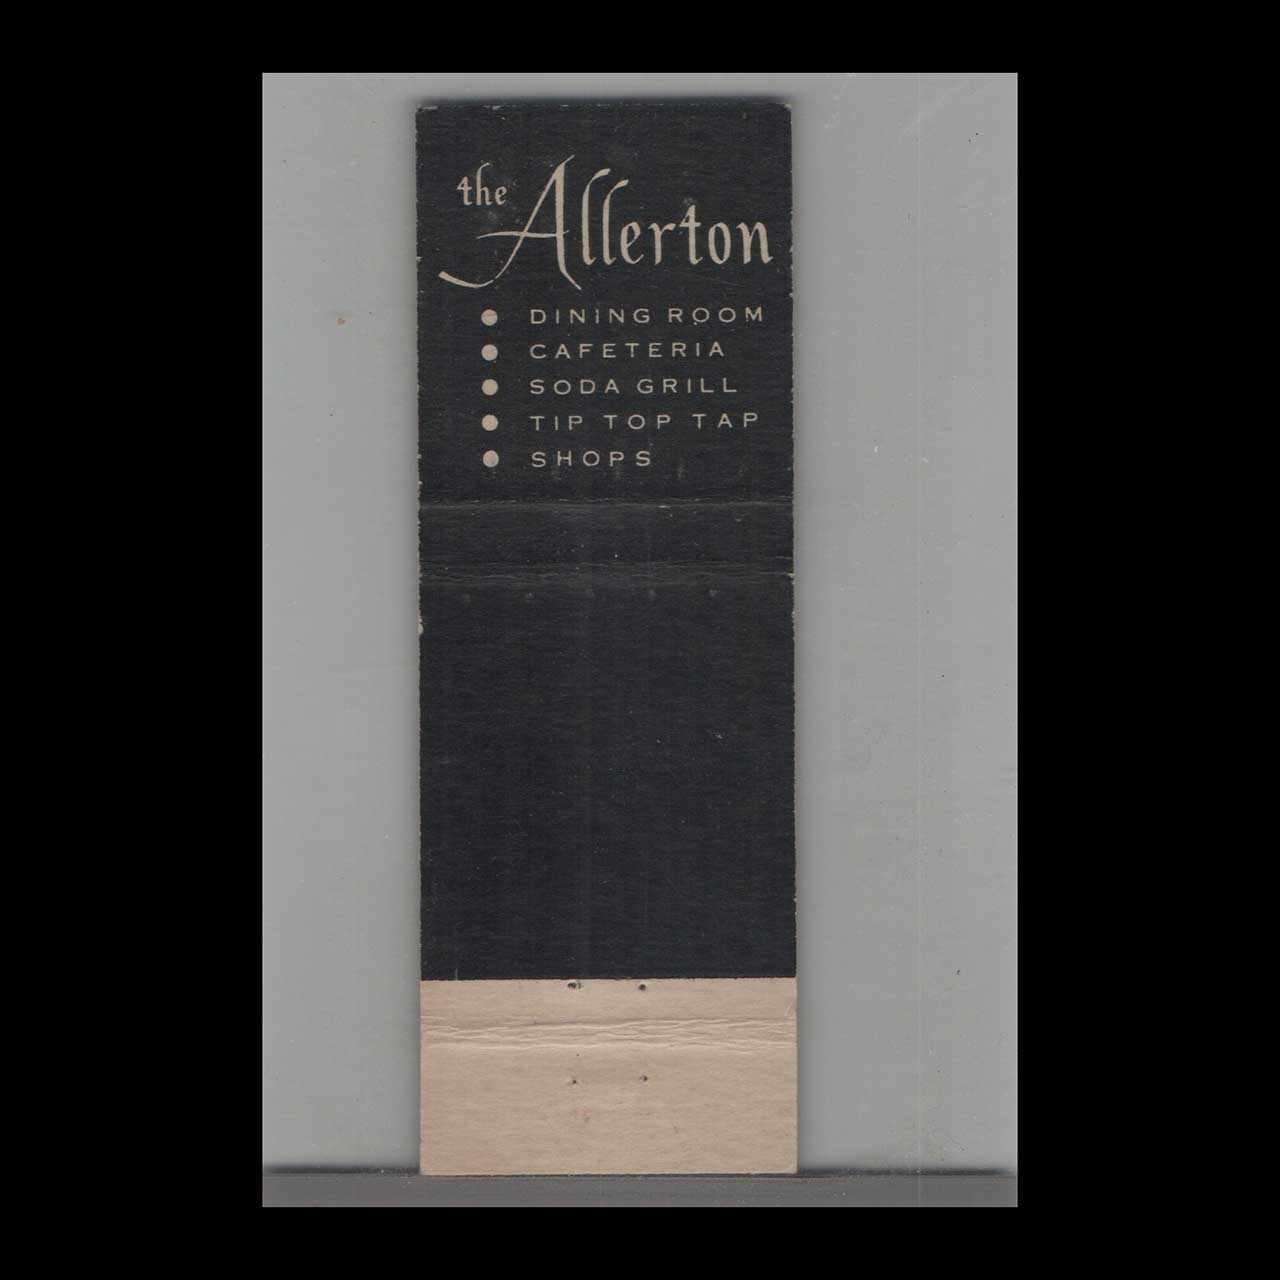 the Allerton
DINING ROOM
CAFETERIA
SODA GRILL
TIP TOP TAP
SHOPS